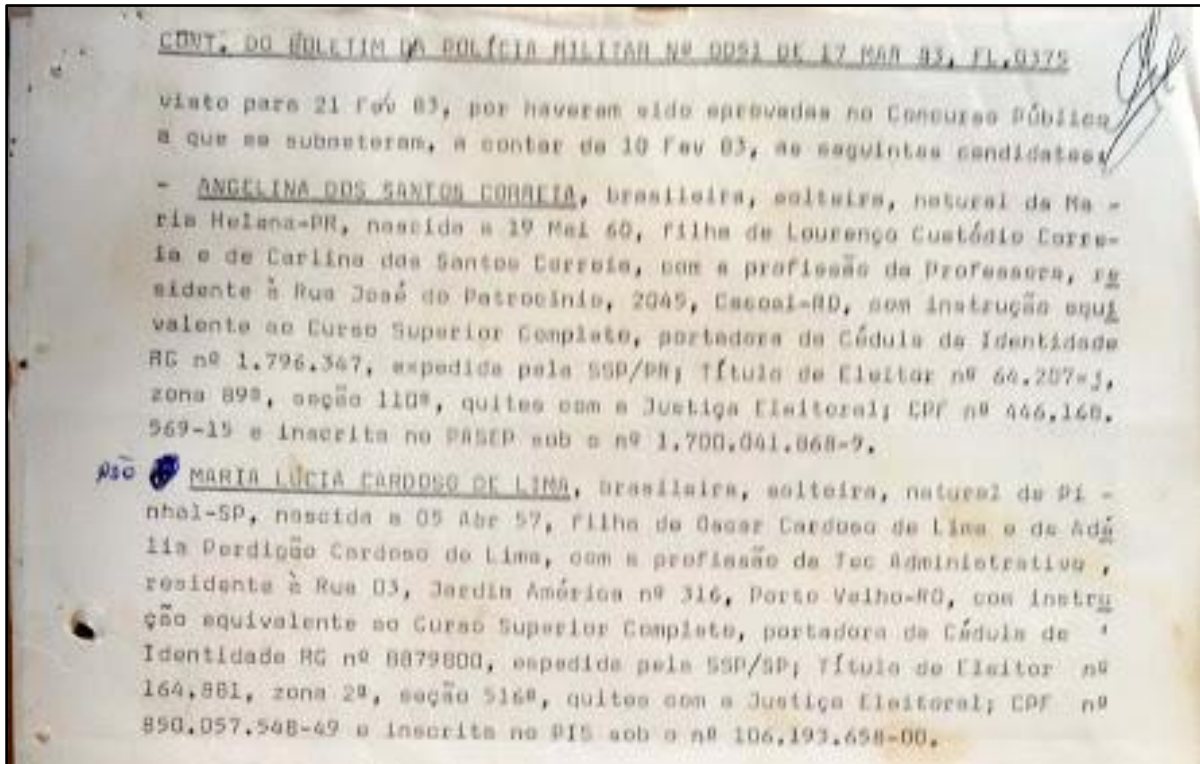 CONT. DO BOLETIM DA POLÍCIA MILITAR Nº 0051 DE 17 MAR 83, FL.0375
visto para 21 Fev 83, por haveram sido aprovadas no Concurso Público
a que se submeteram, a contar de 10 Fev 83, as seguintes candidatas:
- ANGELINA DOS SANTOS CORREIA, brasileira, solteira, natural de Ma -
ria Helena-PR, nascida a 19 Mai 60, filha de Lourenço Custódio Corre-
ia e de Carlina dos Santos Correia, com a profissão de Professora, re
sidente à Rua José do Patrocínio, 2045, Cacoal-RO, com instrução equi
valente ao Curso Superior Completo, portadora da Cédula de Identidade
RG nº 1.796.347, expedida pela SSP/PR; Título de Eleitor nº 64.207-j,
zona 89ª, seção 110ª, quites com a Justiça Eleitoral; CPF nº 446.160.
569-15 e inscrita no PASEP sob o nº 1.700.041.868-9.
MARIA LÚCIA CARDOSO DE LIMA, brasileira, solteira, natural de Pi -
nhal-SP, nascida a 05 Abr 57, filha de Oscar Cardoso de Lima e de Adá
lia Perdigão Cardoso de Lima, com a profissão de Tec Administrativo ,
residente à Rua 03, Jardim América nº 316, Porto Velho-RO, com instru
ção equivalente ao Curso Superior Completo, portadora da Cédula de '
Identidade RG nº 8879800, expedida pela SSP/SP; Título de Eleitor nº
164.881, zona 2ª, seção 516ª, quites com a Justiça Eleitoral; CPF nº
890.057.548-49 e inscrita no PIS sob o nº 106.193.658-00.